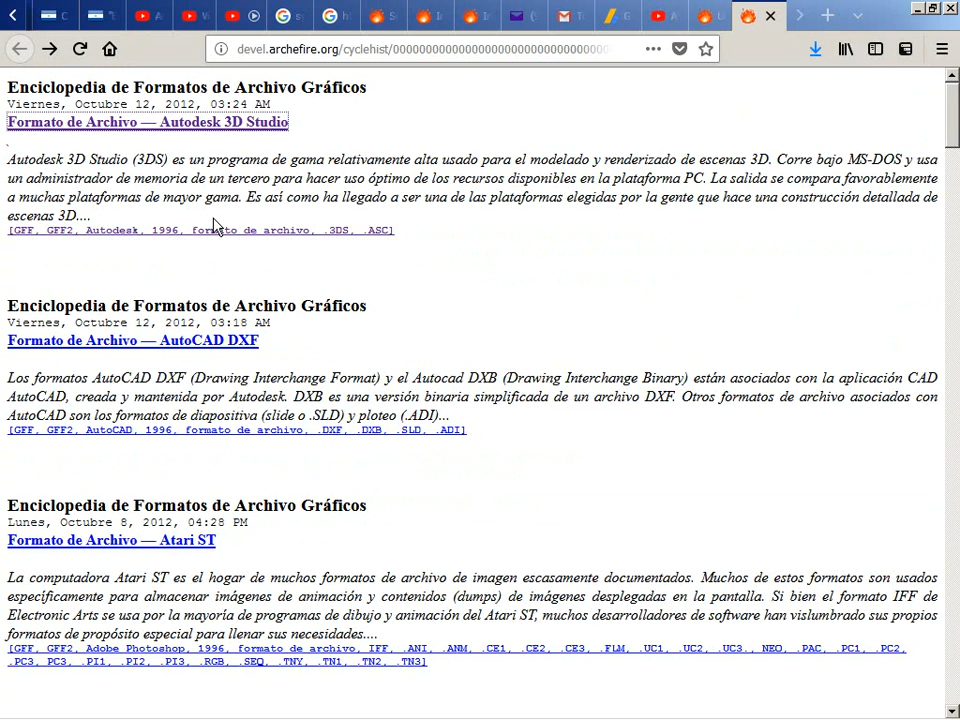 C
devel.archefire.org/cyclehist/00000000000000000000000000
Enciclopedia de Formatos de Archivo Gráficos
Viernes, Octubre 12, 2012, 03:24 AM
Formato de Archivo — Autodesk 3D Studio
Autodesk 3D Studio (3DS) es un programa de gama relativamente alta usado para el modelado y renderizado de escenas 3D. Corre bajo MS-DOS y usa
un administrador de memoria de un tercero para hacer uso óptimo de los recursos disponibles en la plataforma PC. La salida se compara favorablemente
a muchas plataformas de mayor gama. Es así como ha llegado a ser una de las plataformas elegidas por la gente que hace una construcción detallada de
escenas 3D....
[GFF, GFF2, Autodesk, 1996, formato de archivo, .3DS, .ASC]
Enciclopedia de Formatos de Archivo Gráficos
Viernes, Octubre 12, 2012, 03:18 AM
Formato de Archivo — AutoCAD DXF
Los formatos AutoCAD DXF (Drawing Interchange Format) y el Autocad DXB (Drawing Interchange Binary) están asociados con la aplicación CAD
AutoCAD, creada y mantenida por Autodesk. DXB es una versión binaria simplificada de un archivo DXF. Otros formatos de archivo asociados con
AutoCAD son los formatos de diapositiva (slide o .SLD) y ploteo (.ADI)...
[GFF, GFF2, AutoCAD, 1996, formato de archivo, .DXF, .DXB, .SLD, .ADI]
Enciclopedia de Formatos de Archivo Gráficos
Lunes, Octubre 8, 2012, 04:28 PM
Formato de Archivo — Atari ST
La computadora Atari ST es el hogar de muchos formatos de archivo de imagen escasamente documentados. Muchos de estos formatos son usados
específicamente para almacenar imágenes de animación y contenidos (dumps) de imágenes desplegadas en la pantalla. Si bien el formato IFF de
Electronic Arts se usa por la mayoría de programas de dibujo y animación del Atari ST, muchos desarrolladores de software han vislumbrado sus propios
formatos de propósito especial para llenar sus necesidades....
[GFF, GFF2, Adobe Photoshop, 1996, formato de archivo, IFF, .ANI, .ANM, .CE1, .CE2, .CE3, .FLM, .UC1, .UC2, .UC3., NEO, .PAC, .PC1, .PC2,
.PC3, PC3, .PI1, .PI2, .PI3, .RGB, .SEQ, .TNY, .TN1, .TN2, .TN3]